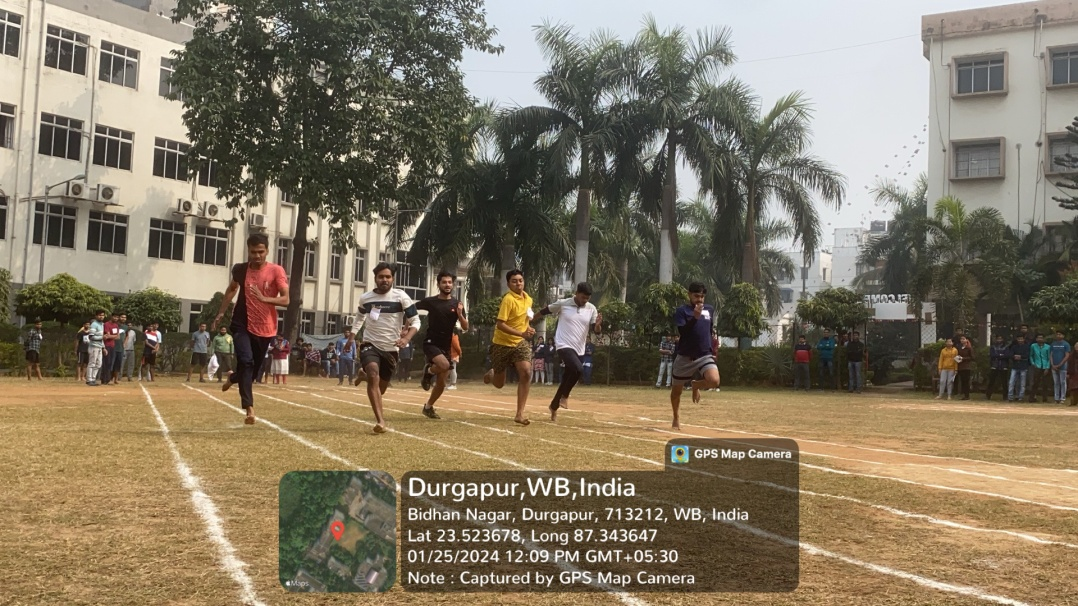 GPS Map Camera
Durgapur,WB,India
Bidhan Nagar, Durgapur, 713212, WB, India
Lat 23.523678, Long 87.343647
01/25/2024 12:09 PM GMT+05:30
Note : Captured by GPS Map Camera
Maps